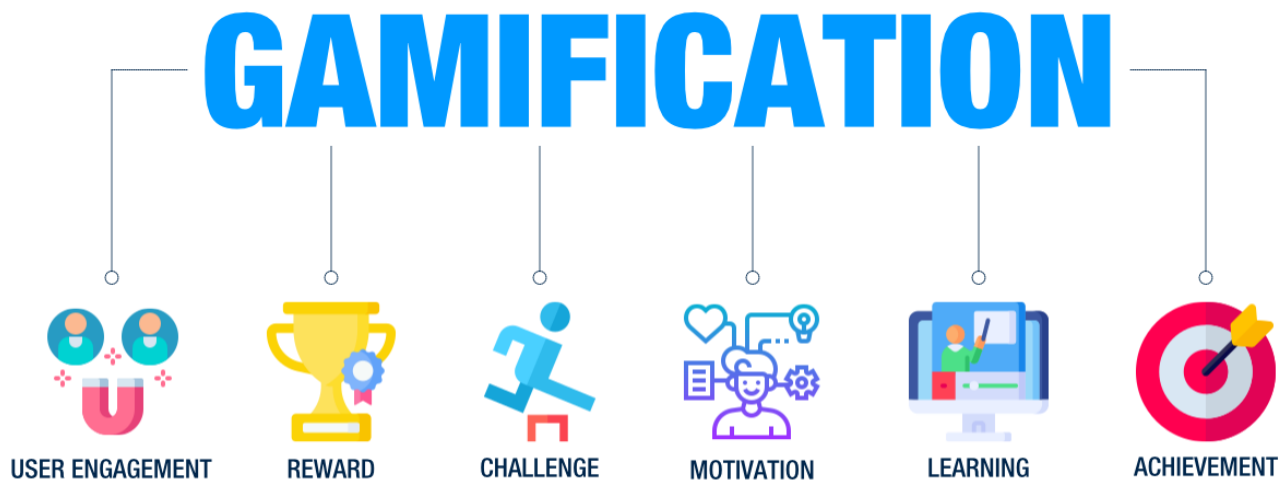 GAMIFICATION
USER ENGAGEMENT
REWARD
CHALLENGE
MOTIVATION
LEARNING
ACHIEVEMENT